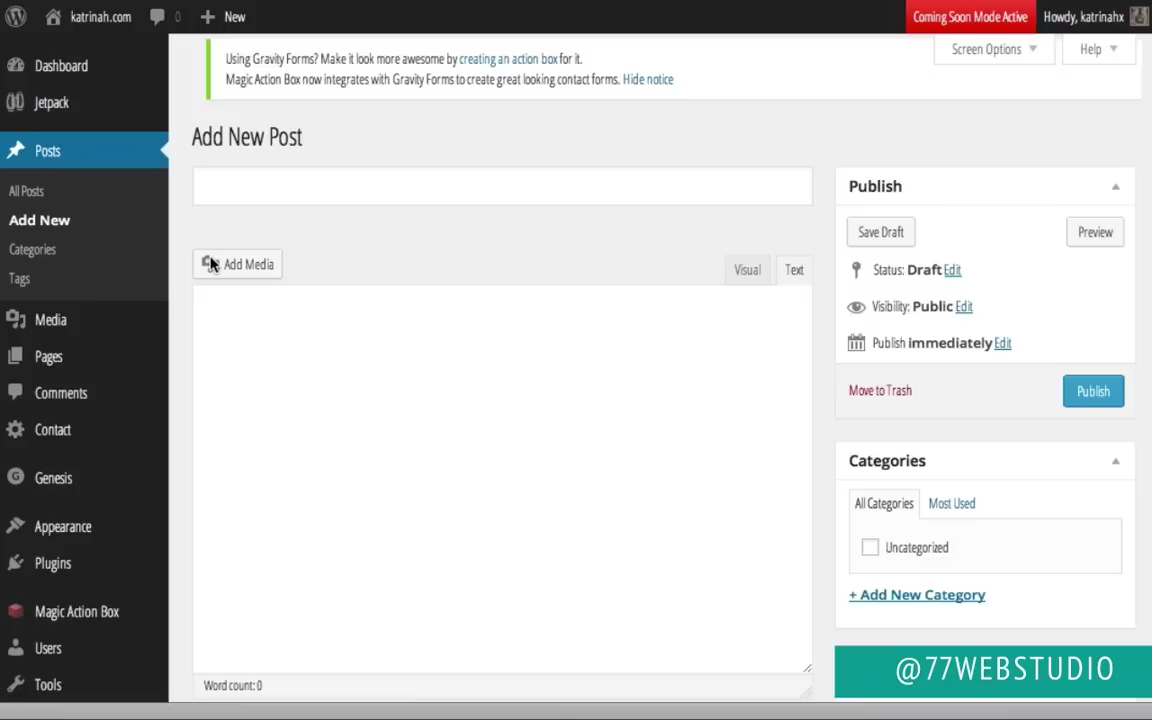 katrinah.com 0 New Coming Soon Mode Active Howdy, katrinahx
Screen Options Help
Using Gravity Forms? Make it look more awesome by creating an action box for it.
Magic Action Box now integrates with Gravity Forms to create great looking contact forms. Hide notice
Dashboard
Jetpack
Posts
All Posts
Add New
Categories
Tags
Media
Pages
Comments
Contact
Genesis
Appearance
Plugins
Magic Action Box
Users
Tools
Add New Post
Add Media
Visual Text
Word count: 0
Publish
Save Draft Preview
Status: Draft Edit
Visibility: Public Edit
Publish immediately Edit
Move to Trash Publish
Categories
All Categories Most Used
Uncategorized
+ Add New Category
@77WEBSTUDIO